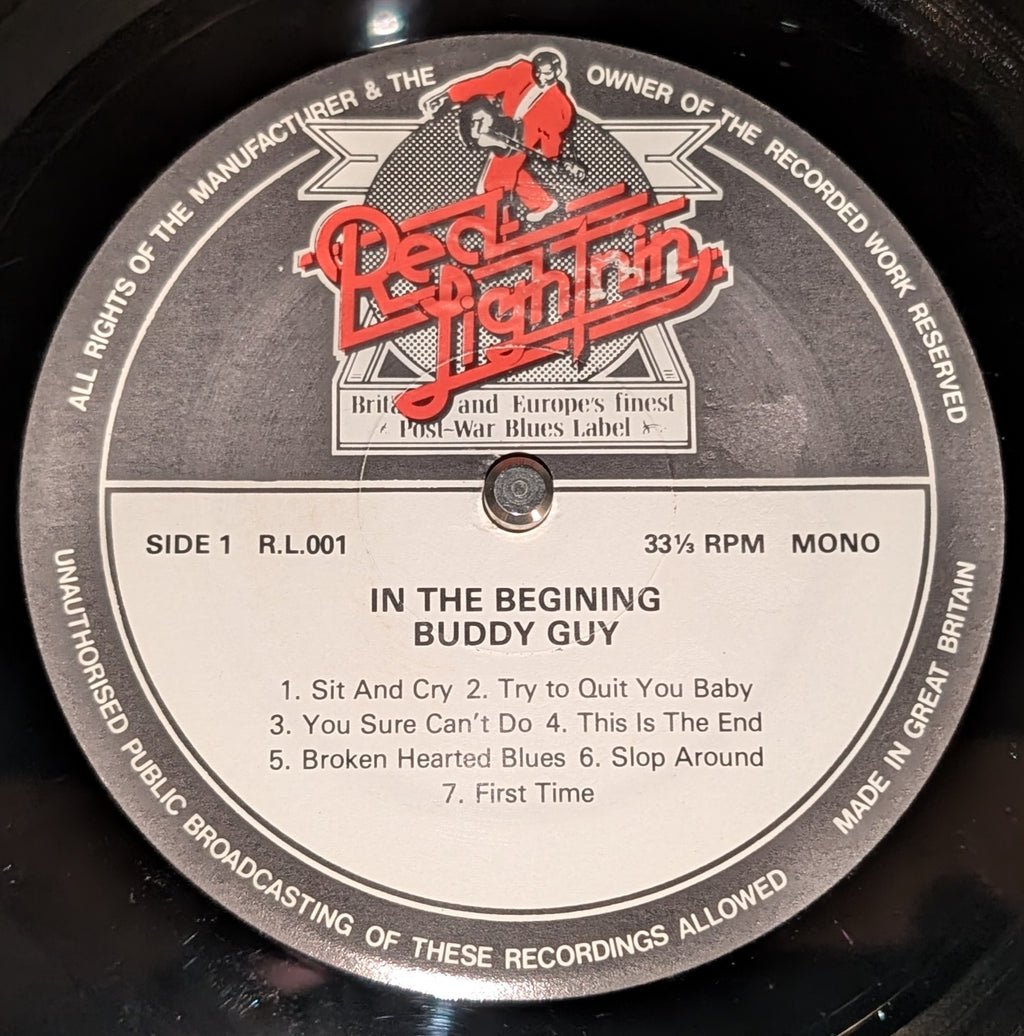 ALL RIGHTS OF THE MANUFACTURER & THE OWNER OF THE RECORDED WORK RESERVED
Red
Lightnin
and Europe's finest
Post-War Blues Label
SIDE 1 R.L.001 33⅓ RPM MONO
IN THE BEGINING
BUDDY GUY
1. Sit And Cry 2. Try to Quit You Baby
3. You Sure Can't Do 4. This Is The End
5. Broken Hearted Blues 6. Slop Around
7. First Time
UNAUTHORISED PUBLIC BROADCASTING OF THESE RECORDINGS ALLOWED
MADE IN GREAT BRITAIN